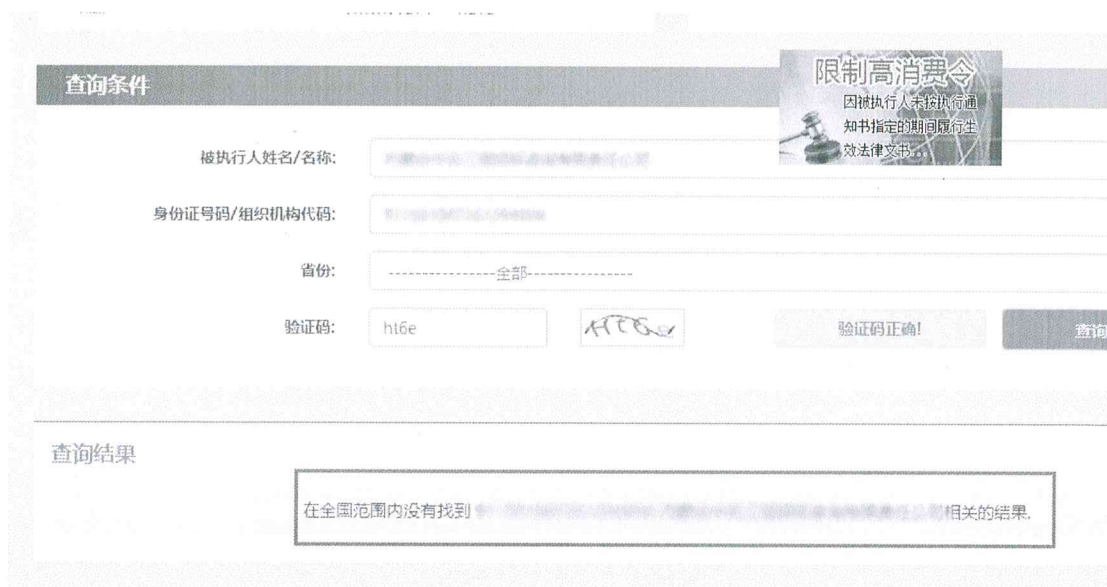 查询条件
限制高消费令
因被执行人未按执行通
知书指定的期间履行生
效法律文书...
被执行人姓名/名称:
身份证号码/组织机构代码:
省份:
----------------全部----------------
验证码:
ht6e
HT6e
验证码正确!
查询
查询结果
在全国范围内没有找到
相关的结果.